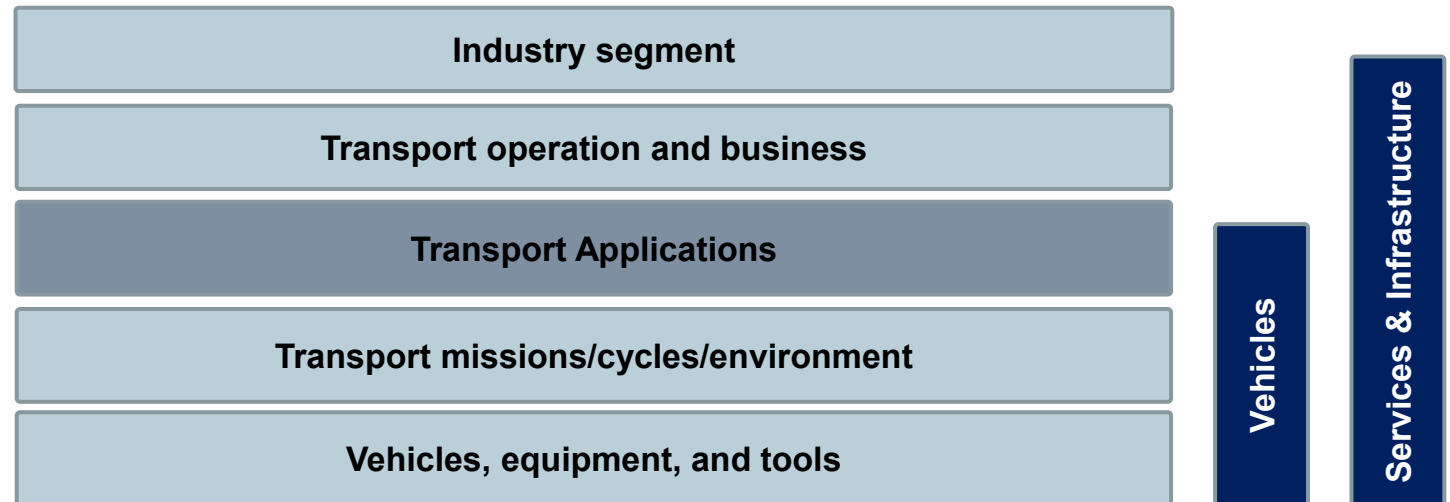 Industry segment
Transport operation and business
Transport Applications
Transport missions/cycles/environment
Vehicles, equipment, and tools
Vehicles
Services & Infrastructure